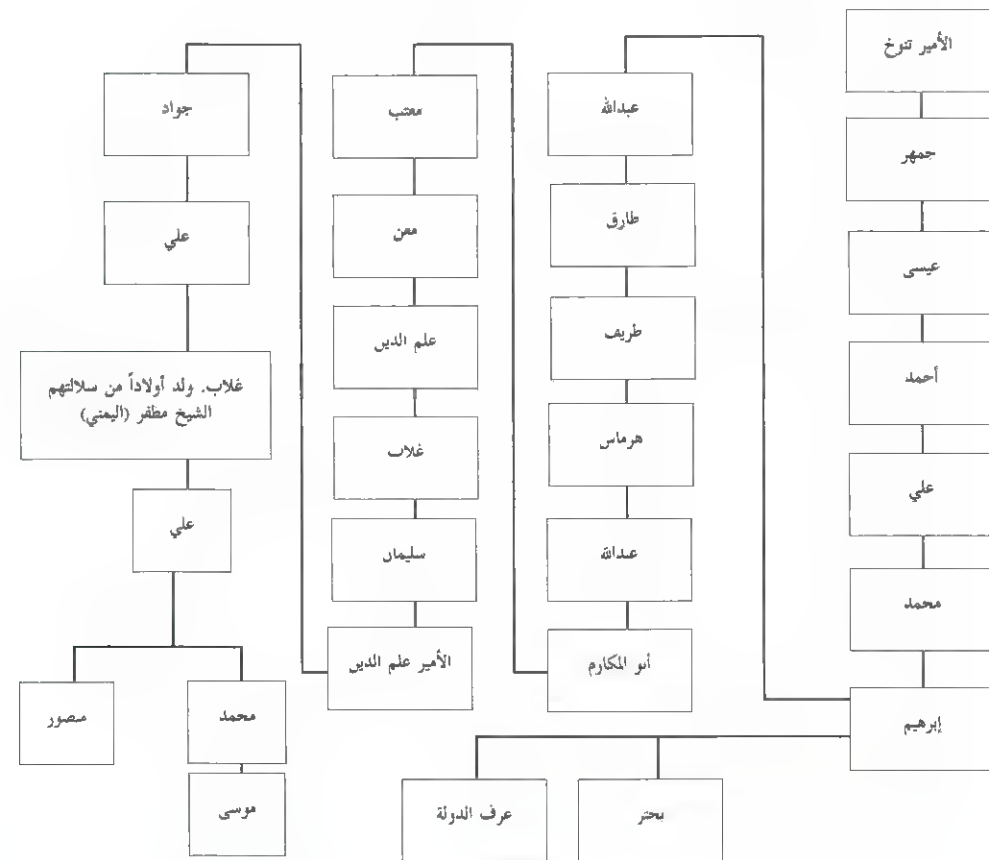 الأمير تنوخ
جمهر
عيسى
أحمد
علي
محمد
إبرهيم
بحتر
عرف الدولة
عبدالله
طارق
طريف
هرماس
عبدالله
أبو المكارم
معتب
معن
علم الدين
غلاب
سليمان
الأمير علم الدين
جواد
علي
غلاب. ولد أولاداً من سلالتهم
الشيخ مظفر (اليمني)
علي
محمد
منصور
موسى